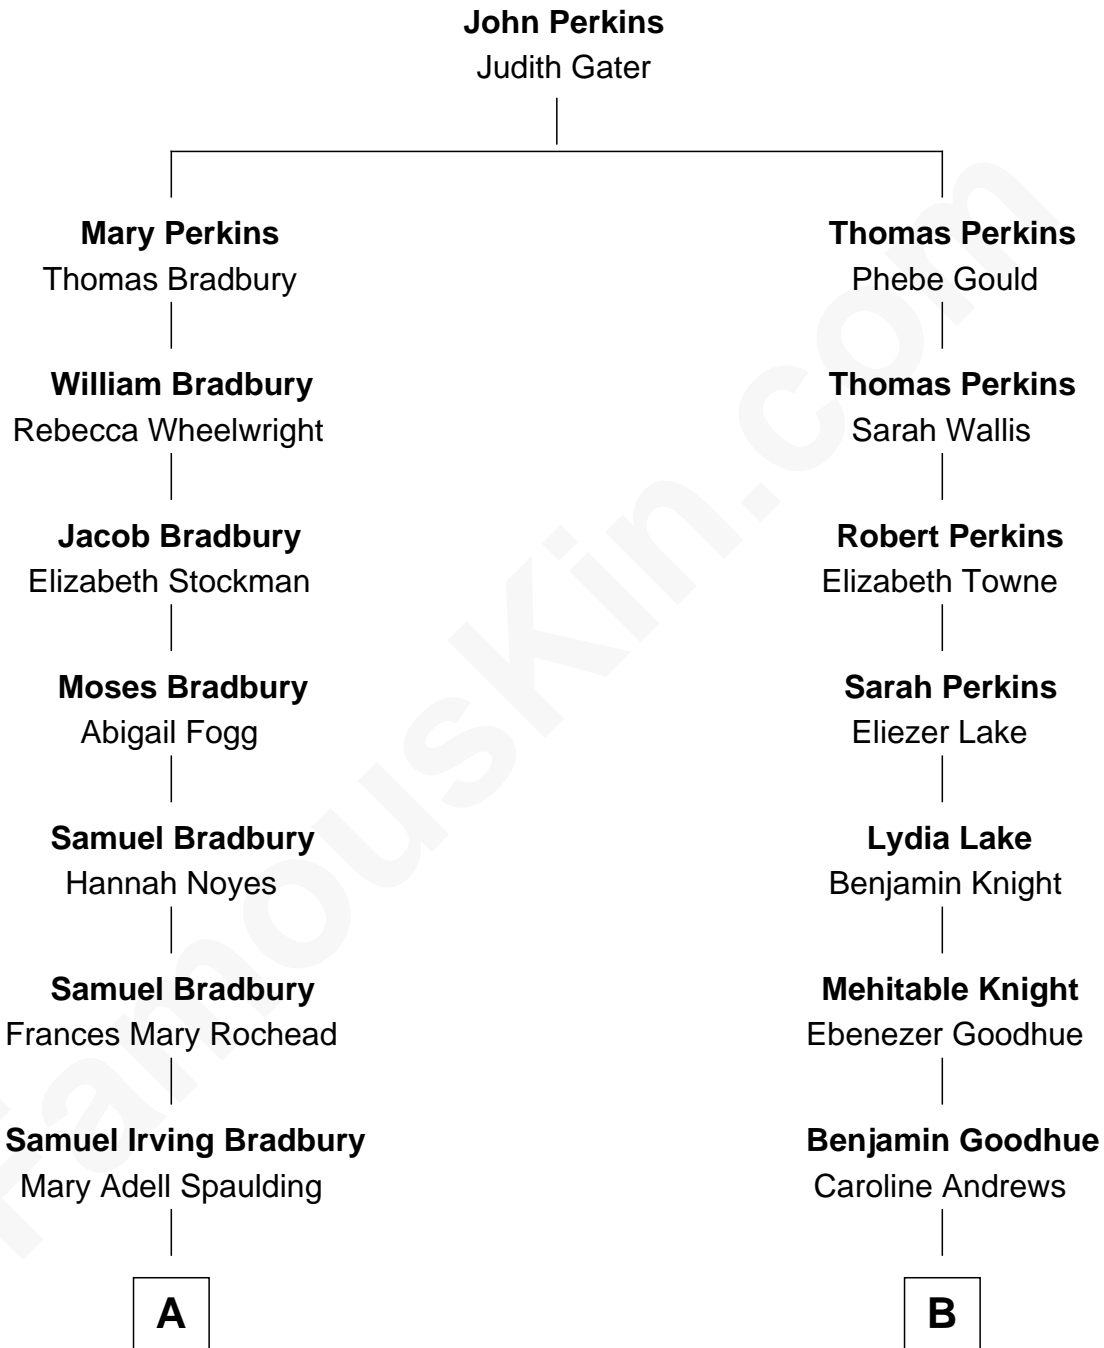 John Perkins
Judith Gater
Mary Perkins
Thomas Bradbury
Thomas Perkins
Phebe Gould
William Bradbury
Rebecca Wheelwright
Thomas Perkins
Sarah Wallis
Jacob Bradbury
Elizabeth Stockman
Robert Perkins
Elizabeth Towne
Moses Bradbury
Abigail Fogg
Sarah Perkins
Eliezer Lake
Samuel Bradbury
Hannah Noyes
Lydia Lake
Benjamin Knight
Samuel Bradbury
Frances Mary Rochead
Mehitable Knight
Ebenezer Goodhue
Samuel Irving Bradbury
Mary Adell Spaulding
Benjamin Goodhue
Caroline Andrews
A
B
FamousKin.com